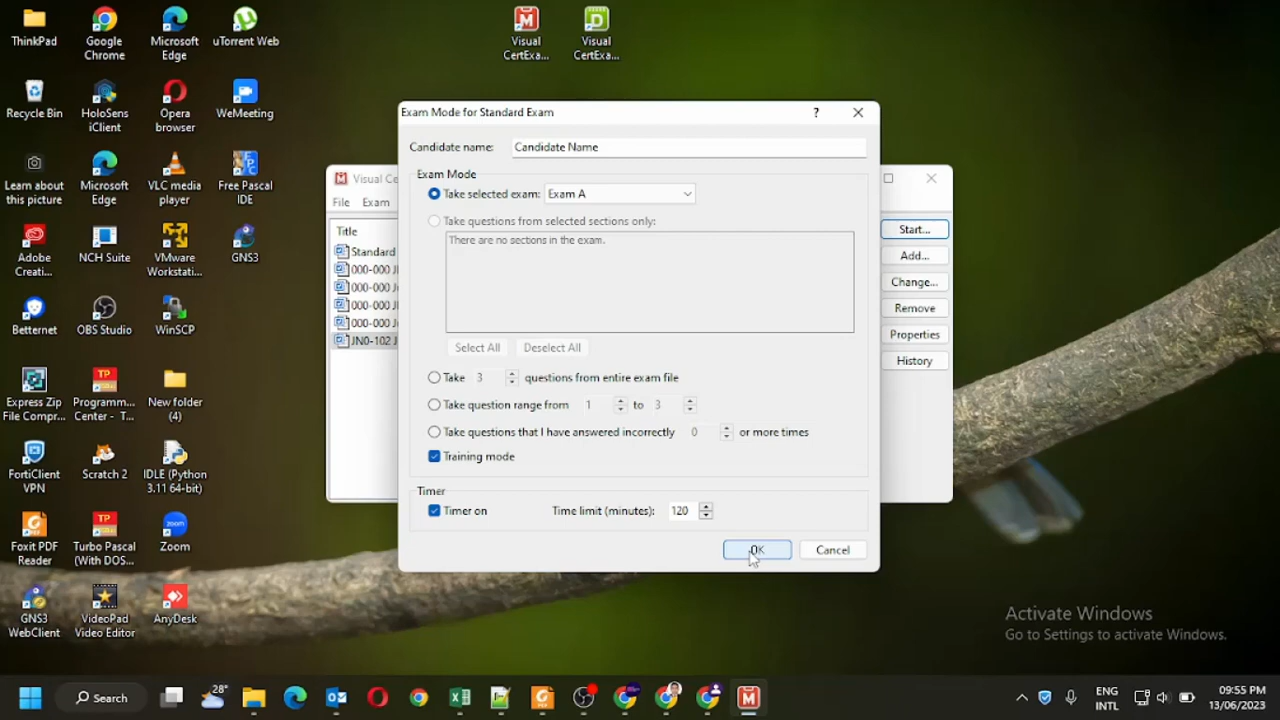 ThinkPad
Google Chrome
Microsoft Edge
uTorrent Web
Visual CertExa...
Visual CertExa...
Recycle Bin
HoloSens iClient
Opera browser
WeMeeting
Learn about this picture
Microsoft Edge
VLC media player
Free Pascal IDE
Adobe Creati...
NCH Suite
VMware Workstati...
GNS3
Betternet
OBS Studio
WinSCP
Express Zip File Compr...
Programm... Center - T...
New folder (4)
FortiClient VPN
Scratch 2
IDLE (Python 3.11 64-bit)
Foxit PDF Reader
Turbo Pascal (With DOS...
Zoom
GNS3 WebClient
VideoPad Video Editor
AnyDesk
Visual Ce
File Exam
Title
Standard
000-000
000-000
000-000
000-000
JN0-102
Start...
Add...
Change...
Remove
Properties
History
Exam Mode for Standard Exam ?
Candidate name: Candidate Name
Exam Mode
Take selected exam: Exam A
Take questions from selected sections only:
There are no sections in the exam.
Select All Deselect All
Take 3 questions from entire exam file
Take question range from 1 to 3
Take questions that I have answered incorrectly 0 or more times
Training mode
Timer
Timer on Time limit (minutes): 120
OK Cancel
Activate Windows
Go to Settings to activate Windows.
Search
28°
ENG
INTL
09:55 PM
13/06/2023